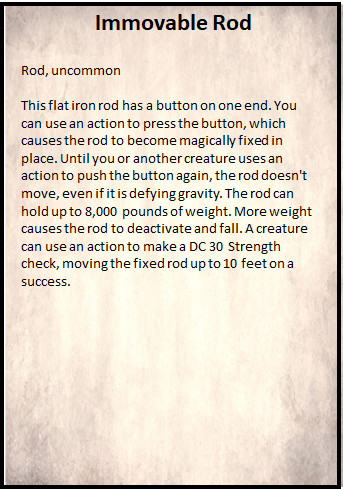 Immovable Rod
Rod, uncommon
This flat iron rod has a button on one end. You
can use an action to press the button, which
causes the rod to become magically fixed in
place. Until you or another creature uses an
action to push the button again, the rod doesn't
move, even if it is defying gravity. The rod can
hold up to 8,000 pounds of weight. More weight
causes the rod to deactivate and fall. A creature
can use an action to make a DC 30 Strength
check, moving the fixed rod up to 10 feet on a
success.